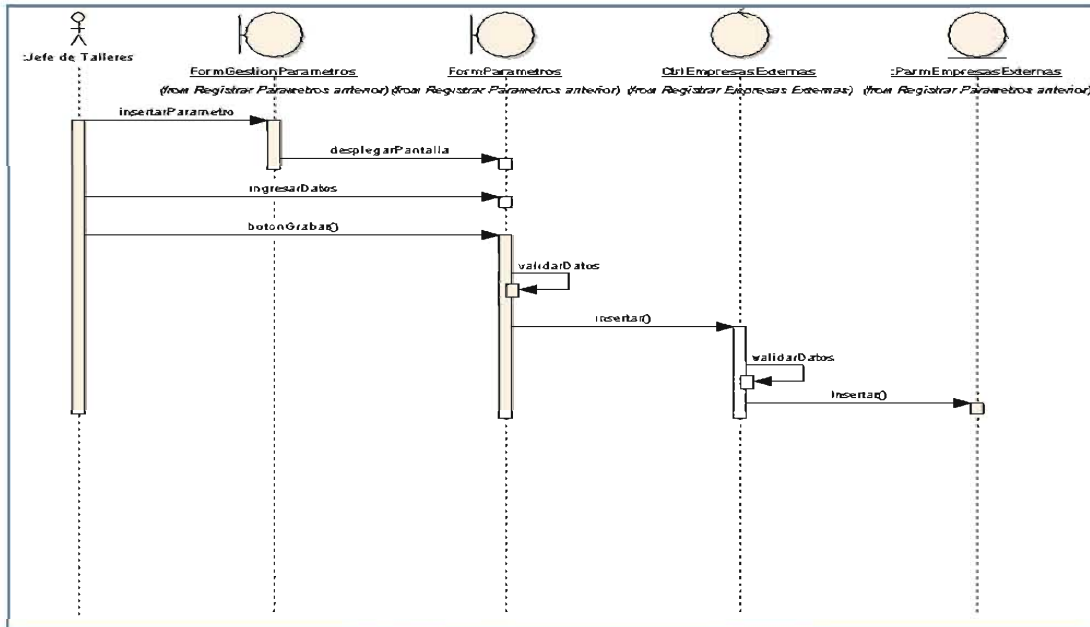 :Jefe de Talleres
FormGestionParametros
FormParametros
CtrlEmpresasExternas
:ParmEmpresasExternas
(from Registrar Parametros anterior)
(from Registrar Parametros anterior)
(from Registrar Empresas Externas)
(from Registrar Parametros anterior)
insertarParametro
desplegarPantalla
ingresarDatos
botonGrabar()
validarDatos
insertar()
validarDatos
insertar()